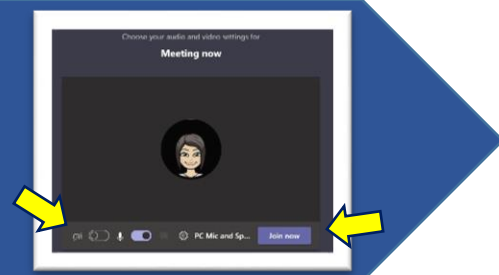 Choose your audio and video settings for
Meeting now
PC Mic and Sp... Join now